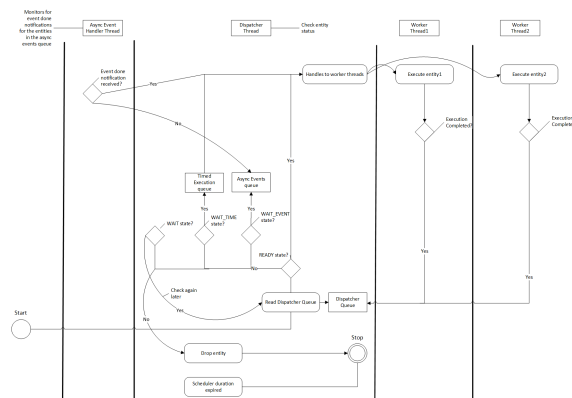 Monitors for
event done
notifications
for the entities
in the async
events queue
Async Event
Handler Thread
Dispatcher
Thread
Check entity
status
Worker
Thread1
Worker
Thread2
Event done
notification
received?
Yes
Handles to worker threads
Execute entity1
Execute entity2
No
Execution
Completed?
Execution
Complete
Yes
Timed
Execution
queue
Async Events
queue
Yes
Yes
WAIT state?
WAIT_TIME
state?
WAIT_EVENT
state?
READY state?
Yes
No
Yes
Check again
later
Yes
Read Dispatcher Queue
Dispatcher
Queue
Start
No
Stop
Drop entity
Scheduler duration
expired